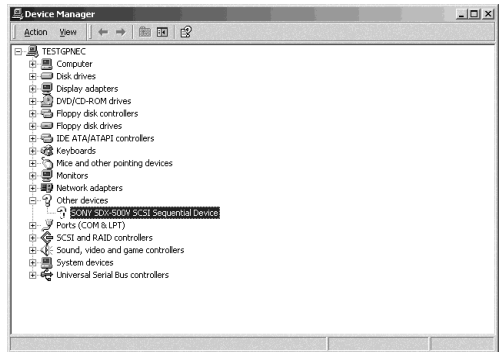 Device Manager
Action View
TESTGPNEC
Computer
Disk drives
Display adapters
DVD/CD-ROM drives
Floppy disk controllers
Floppy disk drives
IDE ATA/ATAPI controllers
Keyboards
Mice and other pointing devices
Monitors
Network adapters
Other devices
SONY SDX-500V SCSI Sequential Device
Ports (COM & LPT)
SCSI and RAID controllers
Sound, video and game controllers
System devices
Universal Serial Bus controllers